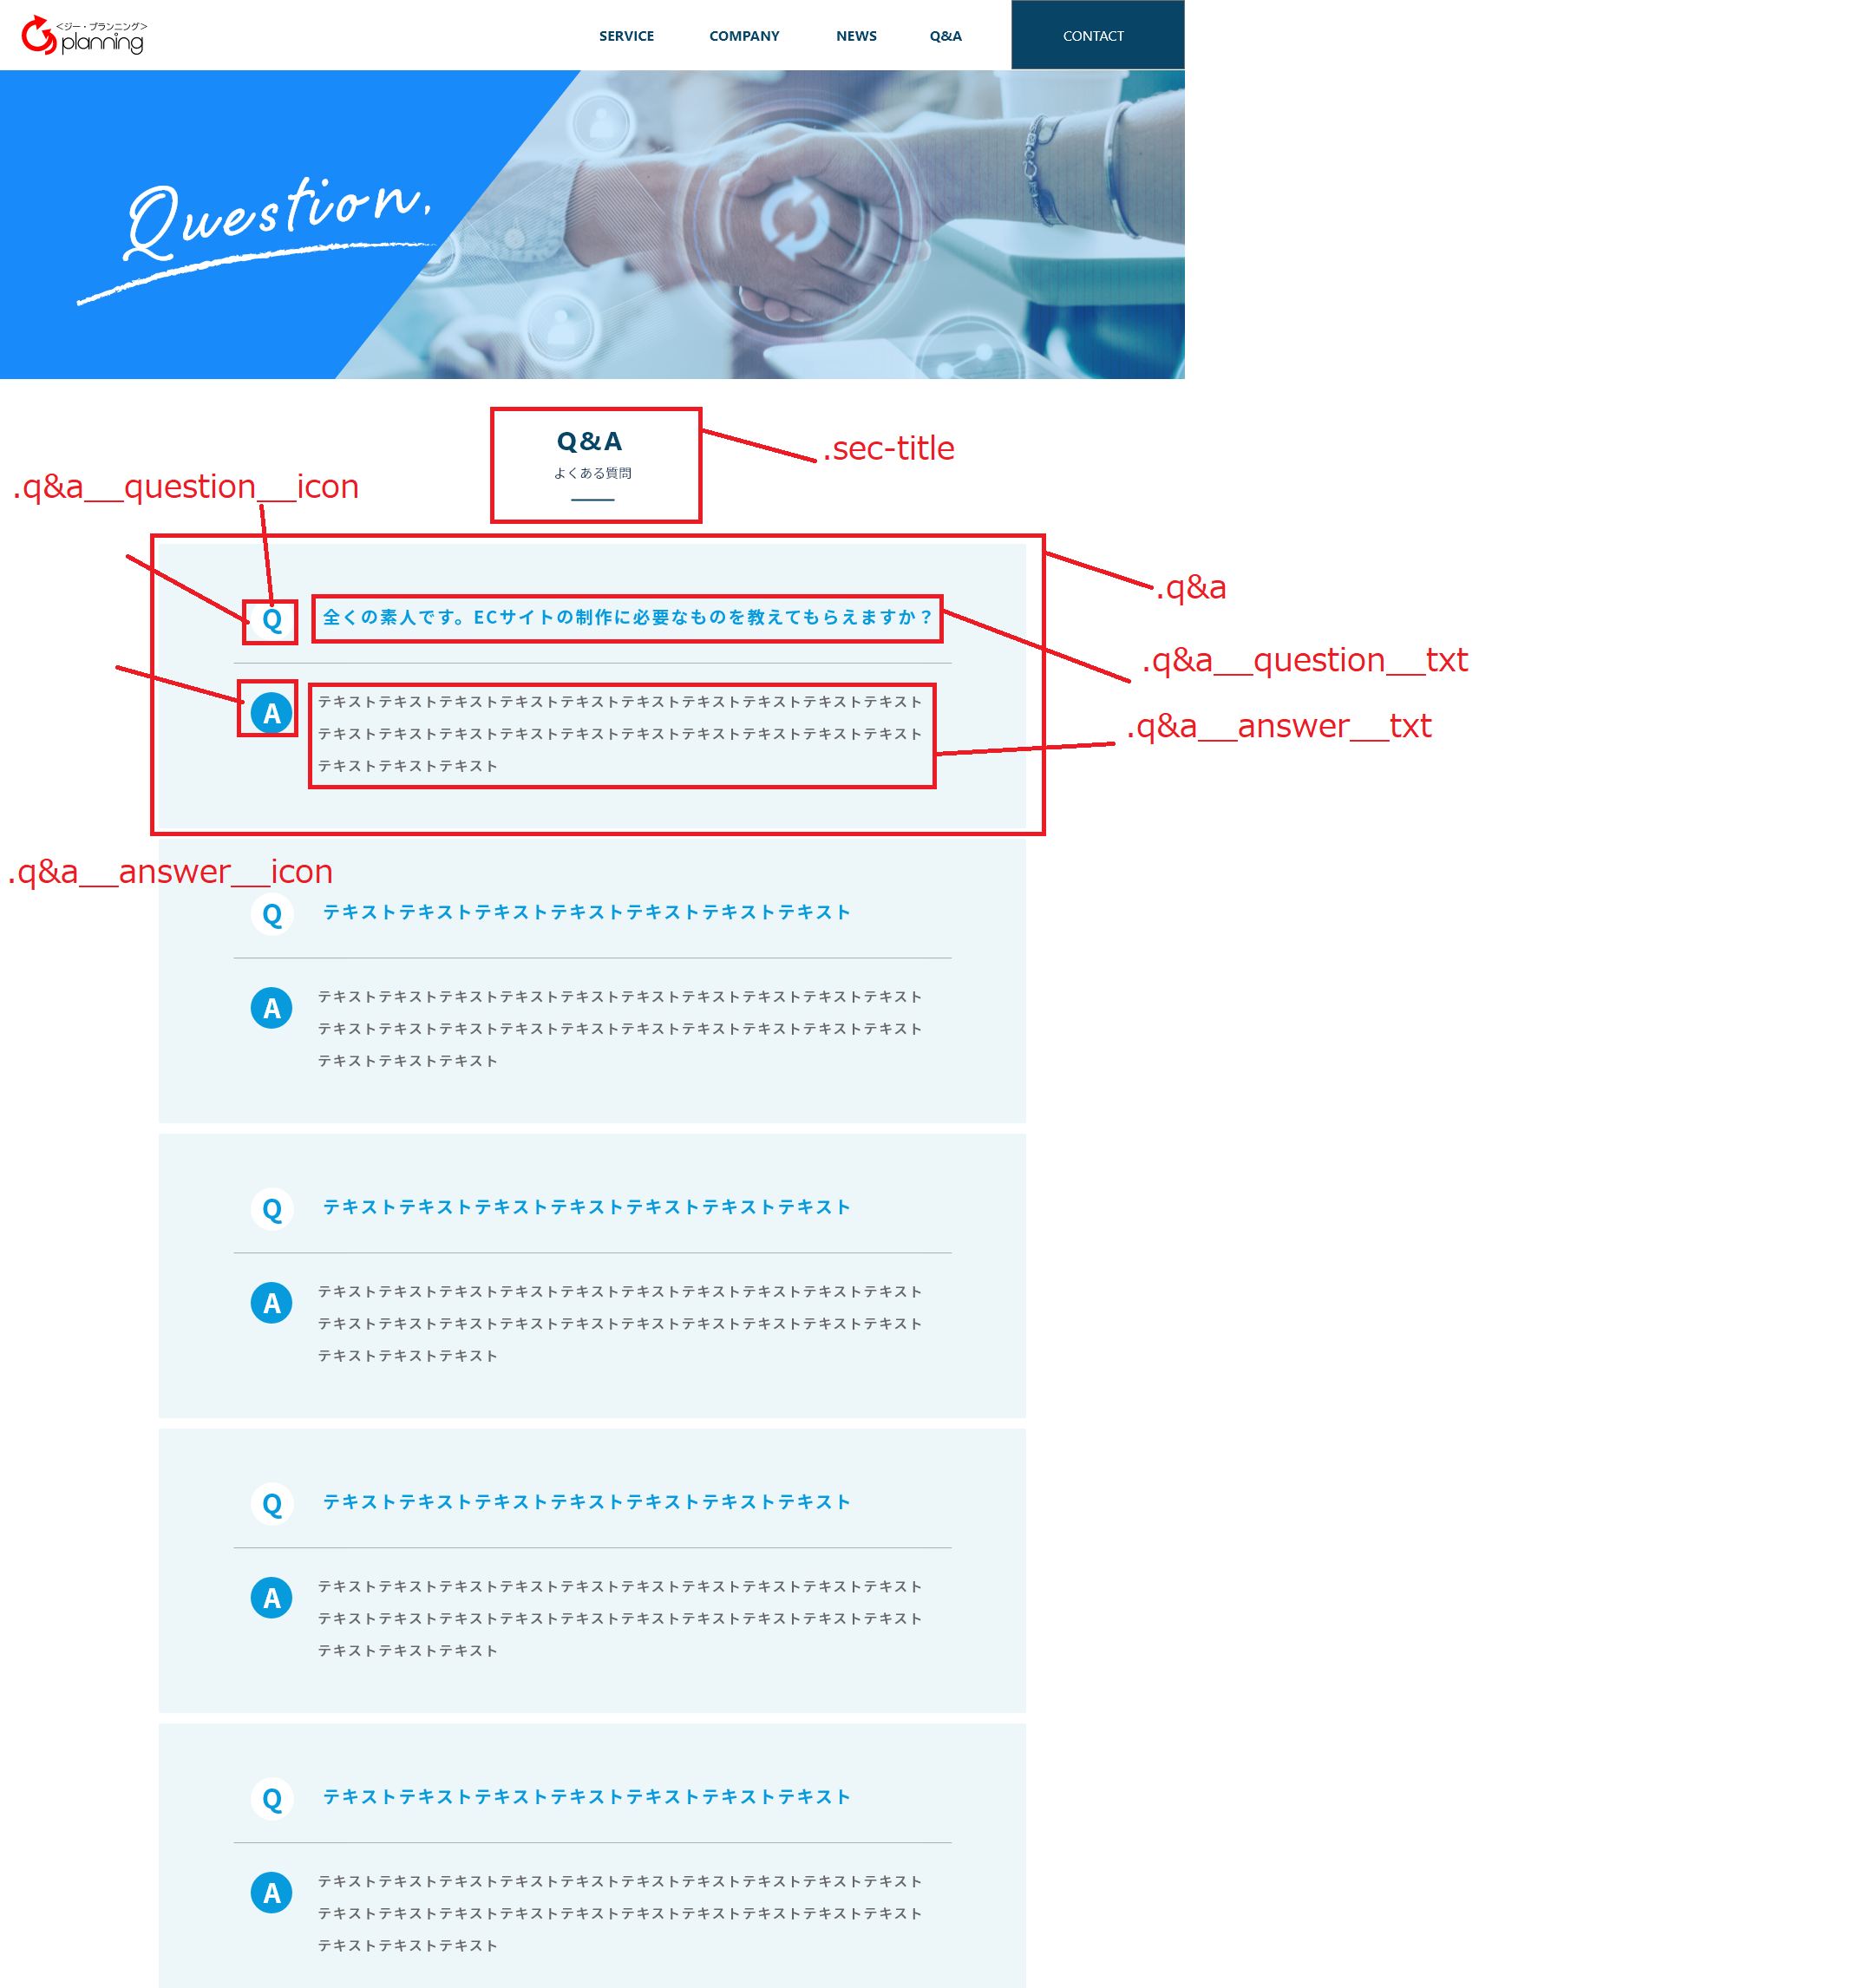 <ジー・プランニング>
planning
SERVICE
COMPANY
NEWS
Q&A
CONTACT
Question.
Q&A
よくある質問
.sec-title
.q&a__question__icon
.q&a
Q
全くの素人です。ECサイトの制作に必要なものを教えてもらえますか？
.q&a__question__txt
A
テキストテキストテキストテキストテキストテキストテキストテキストテキストテキスト
テキストテキストテキストテキストテキストテキストテキストテキストテキストテキスト
テキストテキストテキスト
.q&a__answer__txt
.q&a__answer__icon
Q
テキストテキストテキストテキストテキストテキストテキスト
A
テキストテキストテキストテキストテキストテキストテキストテキストテキストテキスト
テキストテキストテキストテキストテキストテキストテキストテキストテキストテキスト
テキストテキストテキスト
Q
テキストテキストテキストテキストテキストテキストテキスト
A
テキストテキストテキストテキストテキストテキストテキストテキストテキストテキスト
テキストテキストテキストテキストテキストテキストテキストテキストテキストテキスト
テキストテキストテキスト
Q
テキストテキストテキストテキストテキストテキストテキスト
A
テキストテキストテキストテキストテキストテキストテキストテキストテキストテキスト
テキストテキストテキストテキストテキストテキストテキストテキストテキストテキスト
テキストテキストテキスト
Q
テキストテキストテキストテキストテキストテキストテキスト
A
テキストテキストテキストテキストテキストテキストテキストテキストテキストテキスト
テキストテキストテキストテキストテキストテキストテキストテキストテキストテキスト
テキストテキストテキスト